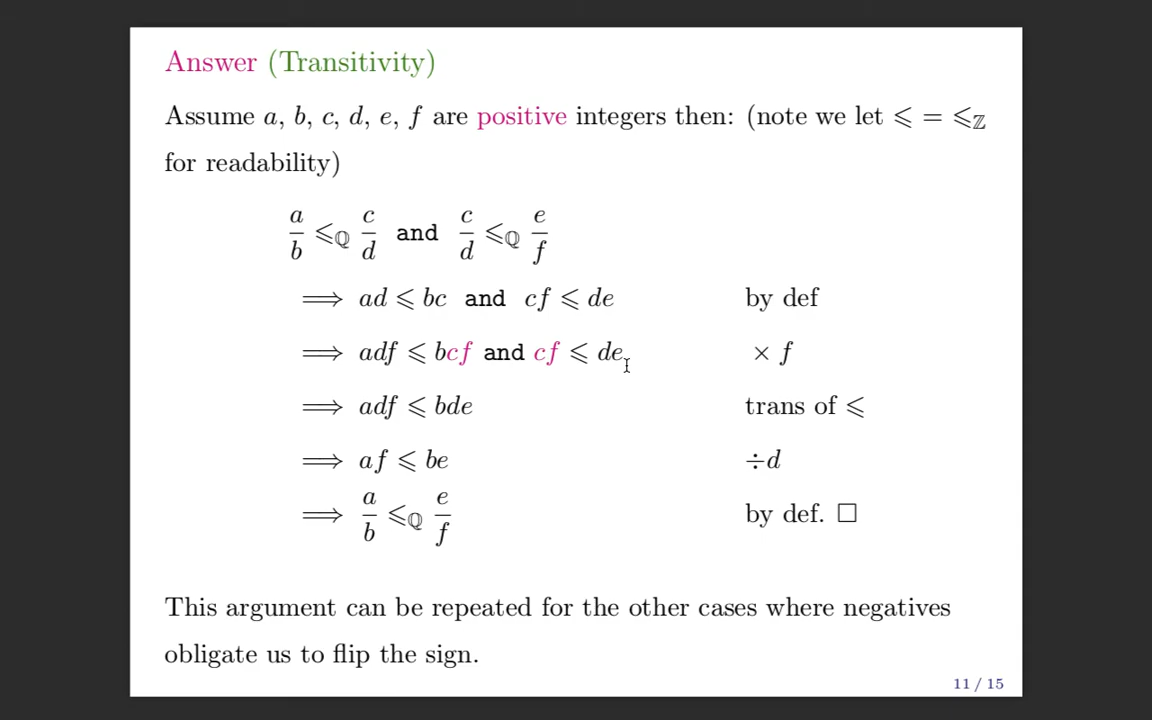 Answer (Transitivity)
Assume a, b, c, d, e, f are positive integers then: (note we let ⩽ = ⩽ℤ
for readability)
a/b ⩽ℚ c/d and c/d ⩽ℚ e/f
⟹ ad ⩽ bc and cf ⩽ de by def
⟹ adf ⩽ bcf and cf ⩽ de × f
⟹ adf ⩽ bde trans of ⩽
⟹ af ⩽ be ÷d
⟹ a/b ⩽ℚ e/f by def. □
This argument can be repeated for the other cases where negatives
obligate us to flip the sign.
11 / 15